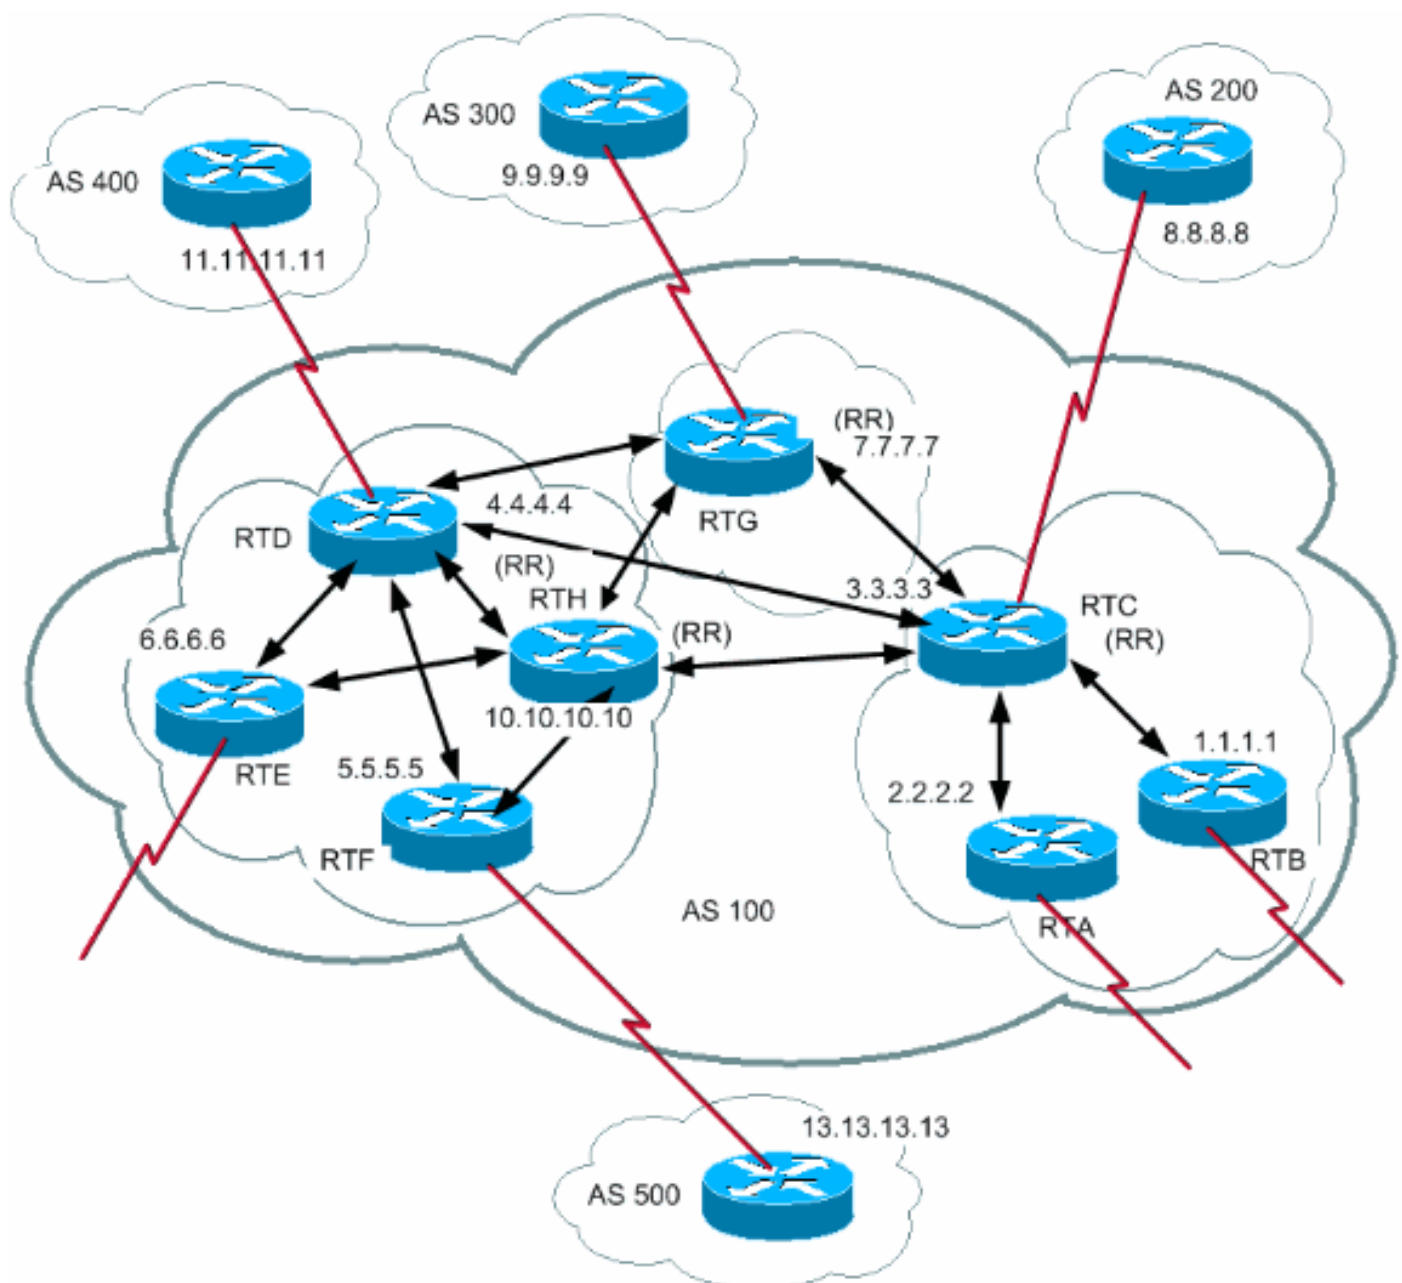 AS 200
AS 300
AS 400
9.9.9.9
8.8.8.8
11.11.11.11
(RR)
7.7.7.7
4.4.4.4
RTG
RTD
(RR)
3.3.3.3
RTH
RTC
(RR)
(RR)
6.6.6.6
10.10.10.10
1.1.1.1
RTE
5.5.5.5
2.2.2.2
RTF
RTB
AS 100
RTA
13.13.13.13
AS 500